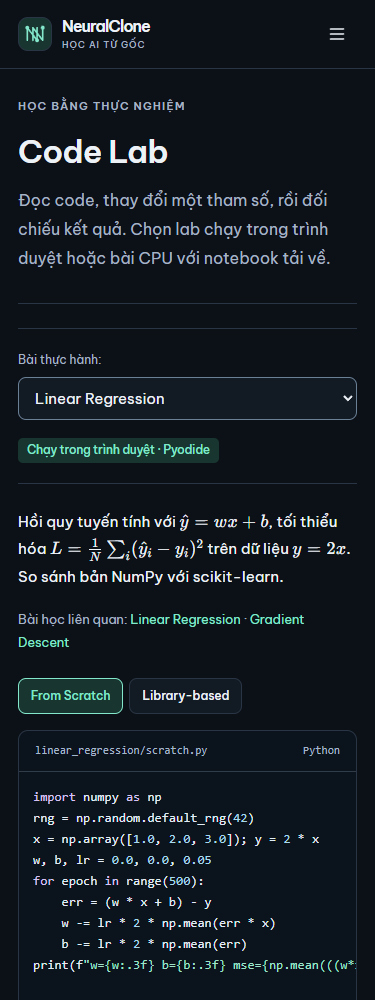 NeuralClone
HỌC AI TỪ GỐC
HỌC BẰNG THỰC NGHIỆM
Code Lab
Đọc code, thay đổi một tham số, rồi đối
chiếu kết quả. Chọn lab chạy trong trình
duyệt hoặc bài CPU với notebook tải về.
Bài thực hành:
Linear Regression
Chạy trong trình duyệt · Pyodide
Hồi quy tuyến tính với ŷ = wx + b, tối thiểu
hóa L = 1/N ∑i(ŷi − yi)² trên dữ liệu y = 2x.
So sánh bản NumPy với scikit-learn.
Bài học liên quan: Linear Regression · Gradient
Descent
From Scratch Library-based
linear_regression/scratch.py Python
import numpy as np
rng = np.random.default_rng(42)
x = np.array([1.0, 2.0, 3.0]); y = 2 * x
w, b, lr = 0.0, 0.0, 0.05
for epoch in range(500):
    err = (w * x + b) - y
    w -= lr * 2 * np.mean(err * x)
    b -= lr * 2 * np.mean(err)
print(f"w={w:.3f} b={b:.3f} mse={np.mean(((w*